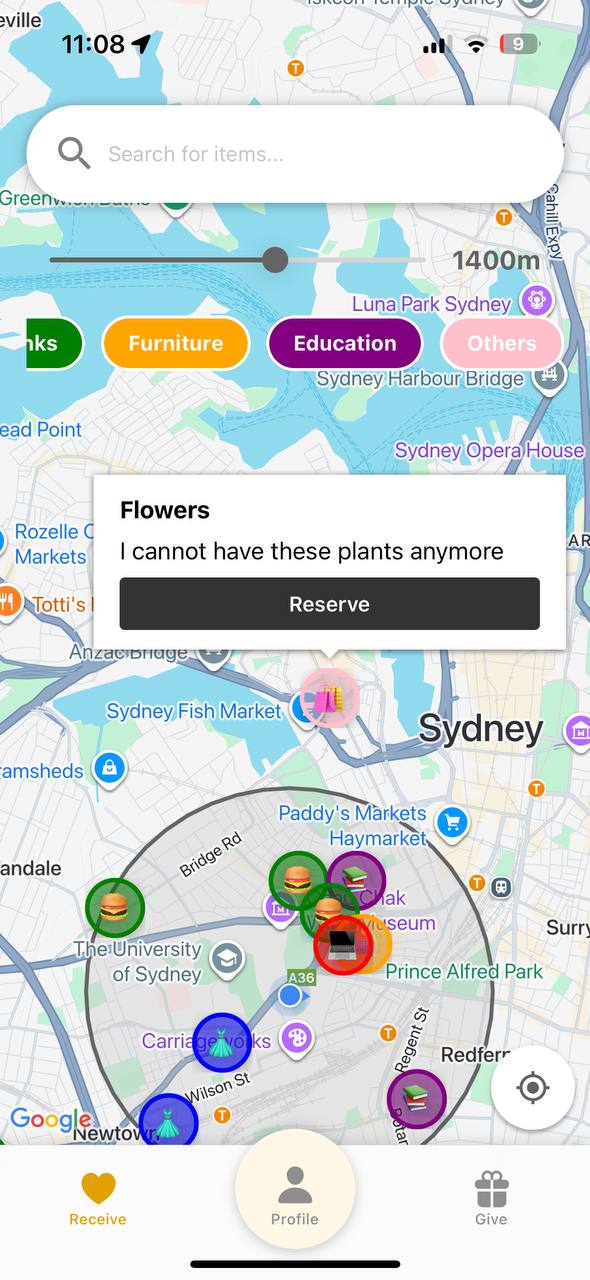 eville
11:08
9
Search for items...
Greenwich Baths
Cahill Expy
1400m
Luna Park Sydney
nks
Furniture
Education
Others
Sydney Harbour Bridge
ead Point
Sydney Opera House
Flowers
I cannot have these plants anymore
Reserve
Rozelle C
Markets
AR
Totti's
Anzac Bridge
Sydney Fish Market
Sydney
ramsheds
Paddy's Markets
Haymarket
Bridge Rd
andale
Chak
Museum
The University
of Sydney
Surry
Prince Alfred Park
A36
Carriageworks
Regent St
Redfern
Wilson St
Google
Newtown
Receive
Profile
Give